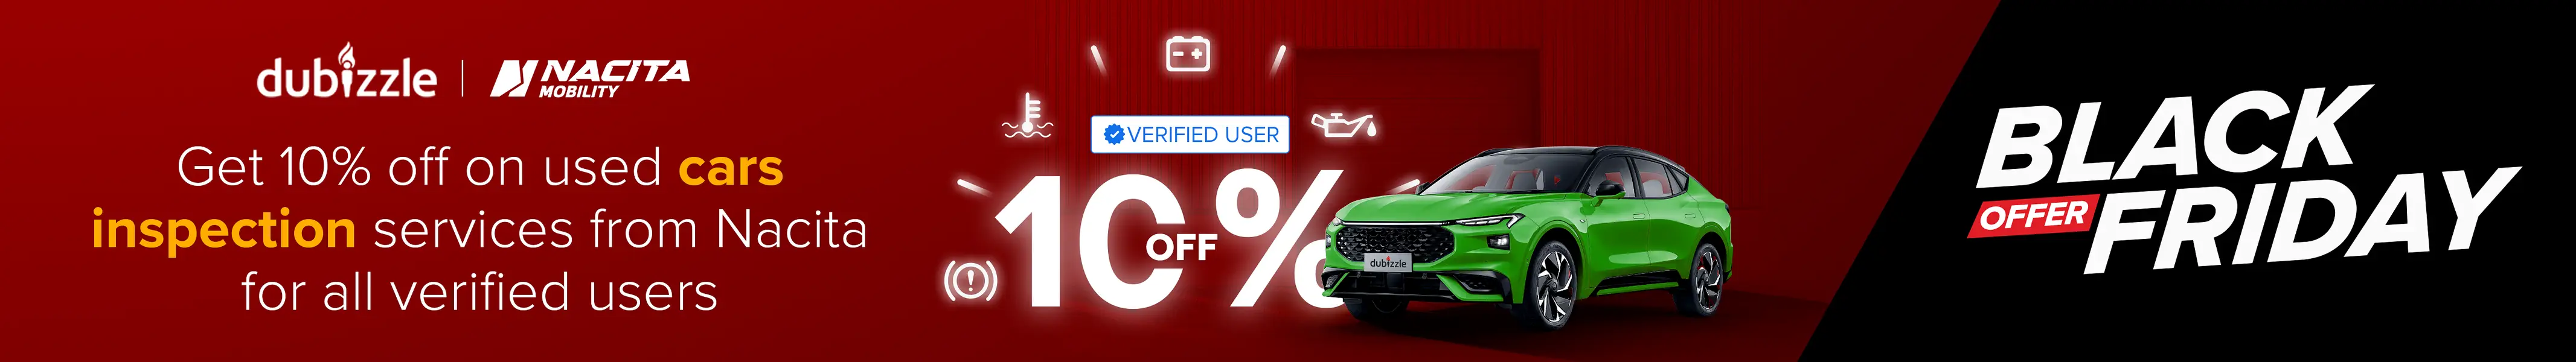 dubizzle | NACITA MOBILITY
Get 10% off on used cars
inspection services from Nacita
for all verified users
VERIFIED USER
10%
OFF
dubizzle
BLACK
OFFER FRIDAY